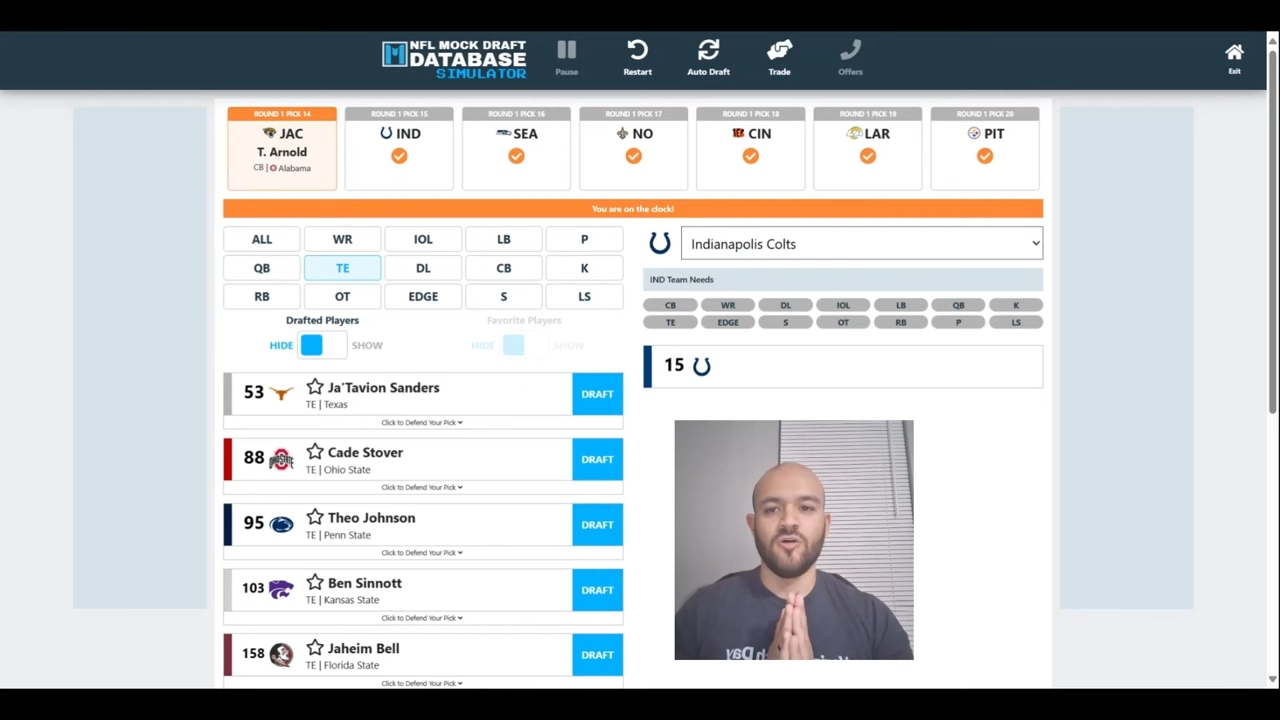 NFL MOCK DRAFT
DATABASE
SIMULATOR
Pause
Restart
Auto Draft
Trade
Offers
Exit
ROUND 1 PICK 14
JAC
T. Arnold
CB | Alabama
ROUND 1 PICK 15
IND
ROUND 1 PICK 16
SEA
ROUND 1 PICK 17
NO
ROUND 1 PICK 18
CIN
ROUND 1 PICK 19
LAR
ROUND 1 PICK 20
PIT
You are on the clock!
ALL WR IOL LB P
QB TE DL CB K
RB OT EDGE S LS
Drafted Players
HIDE SHOW
Favorite Players
HIDE SHOW
53 Ja'Tavion Sanders
TE | Texas
DRAFT
Click to Defend Your Pick
88 Cade Stover
TE | Ohio State
DRAFT
Click to Defend Your Pick
95 Theo Johnson
TE | Penn State
DRAFT
Click to Defend Your Pick
103 Ben Sinnott
TE | Kansas State
DRAFT
Click to Defend Your Pick
158 Jaheim Bell
TE | Florida State
DRAFT
Click to Defend Your Pick
Indianapolis Colts
IND Team Needs
CB WR DL IOL LB QB K
TE EDGE S OT RB P LS
15